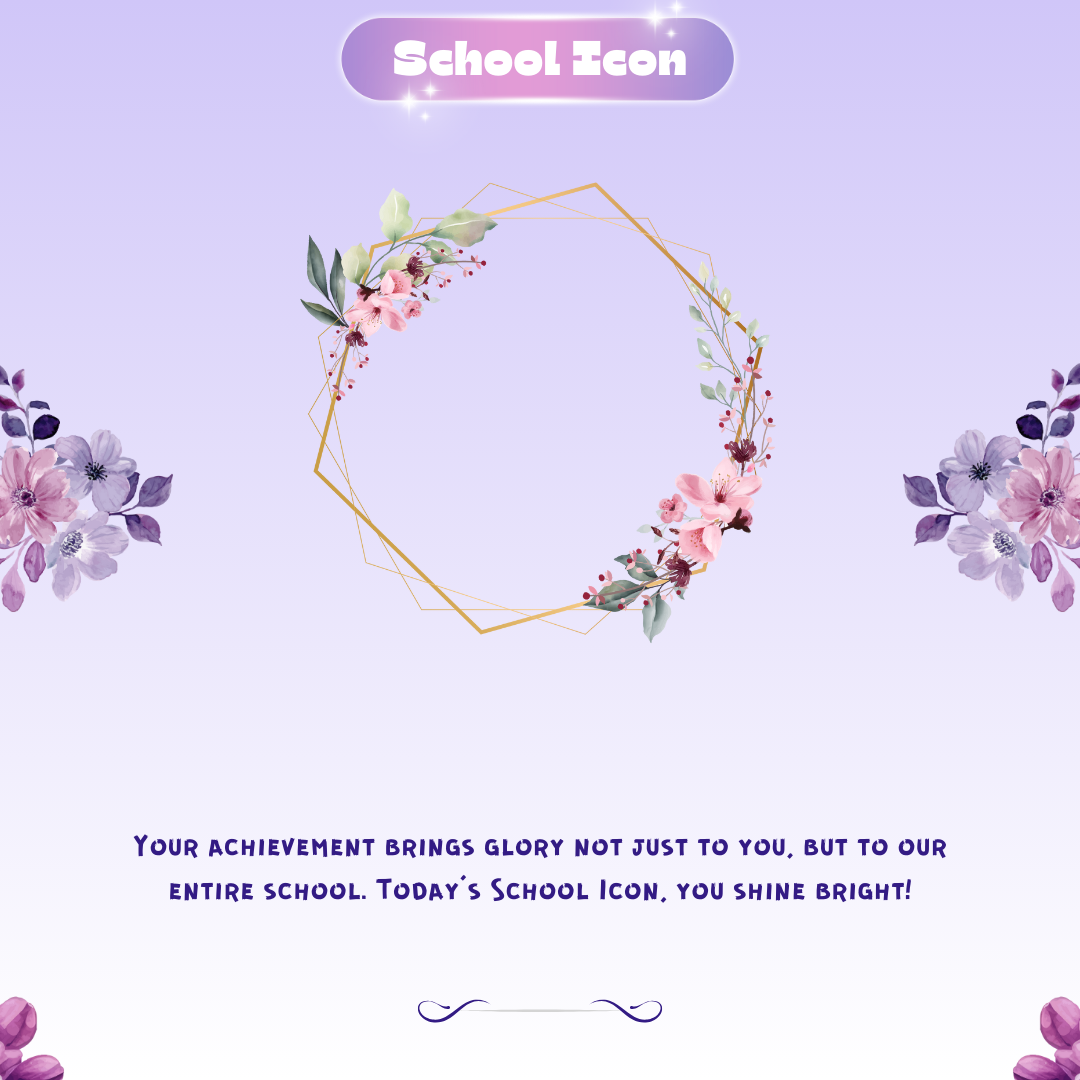 School Icon
Your achievement brings glory not just to you, but to our
entire school. Today's School Icon, you shine bright!